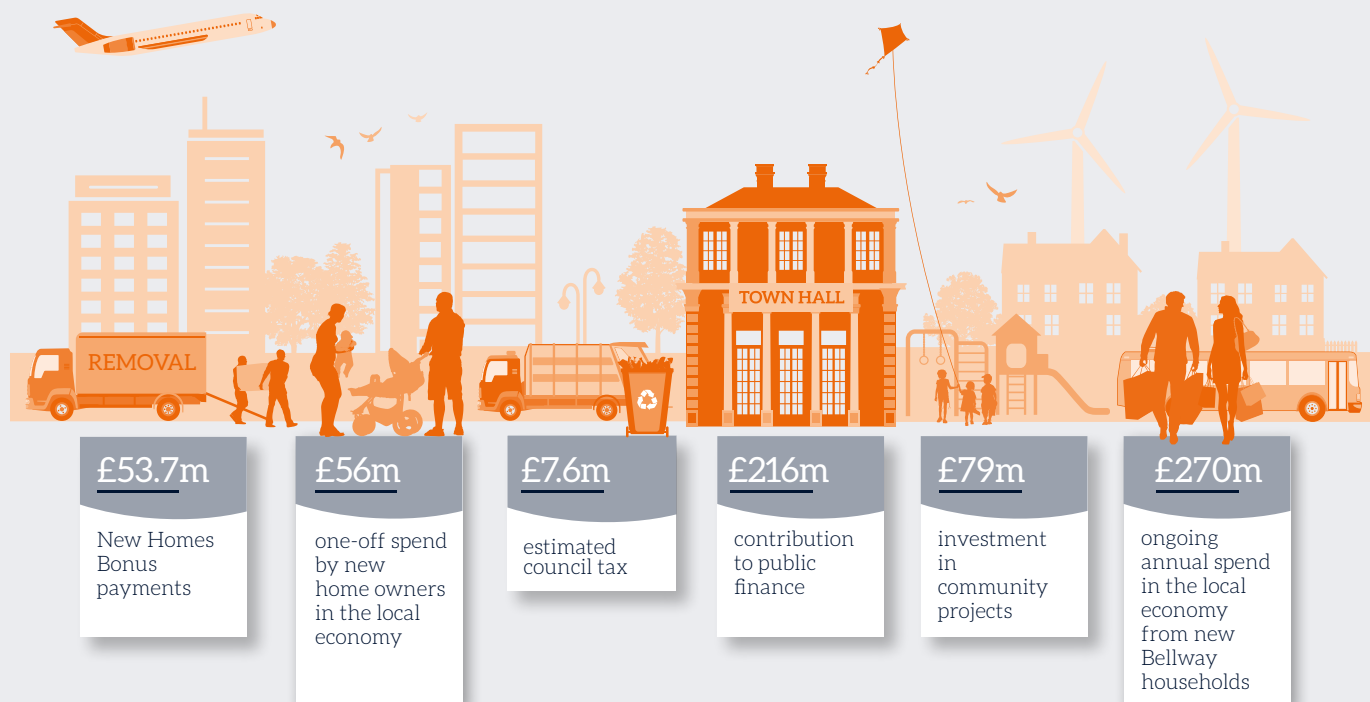 REMOVAL
TOWN HALL
£53.7m
New Homes
Bonus
payments
£56m
one-off spend
by new
home owners
in the local
economy
£7.6m
estimated
council tax
£216m
contribution
to public
finance
£79m
investment
in
community
projects
£270m
ongoing
annual spend
in the local
economy
from new
Bellway
households